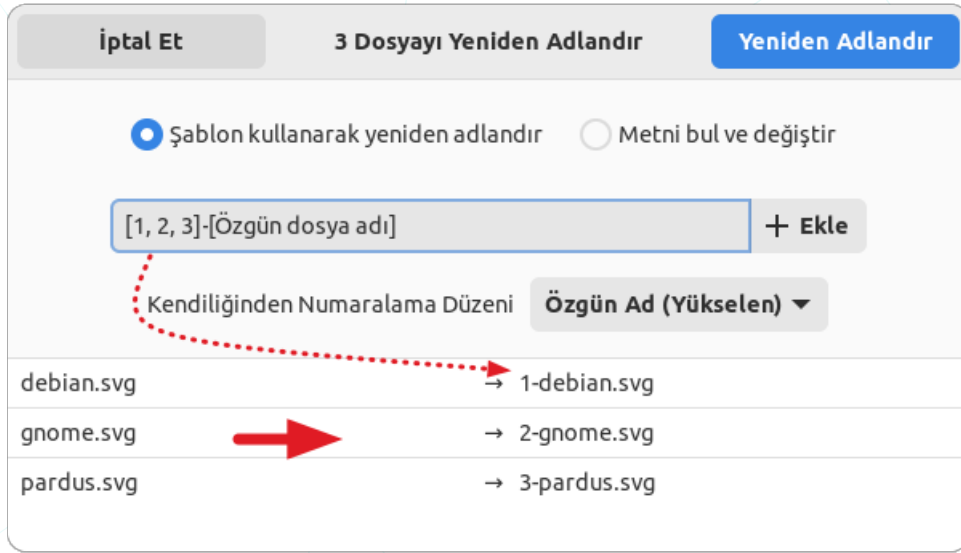 İptal Et 3 Dosyayı Yeniden Adlandır Yeniden Adlandır
Şablon kullanarak yeniden adlandır Metni bul ve değiştir
[1, 2, 3]-[Özgün dosya adı] + Ekle
Kendiliğinden Numaralama Düzeni Özgün Ad (Yükselen)
debian.svg → 1-debian.svg
gnome.svg → 2-gnome.svg
pardus.svg → 3-pardus.svg